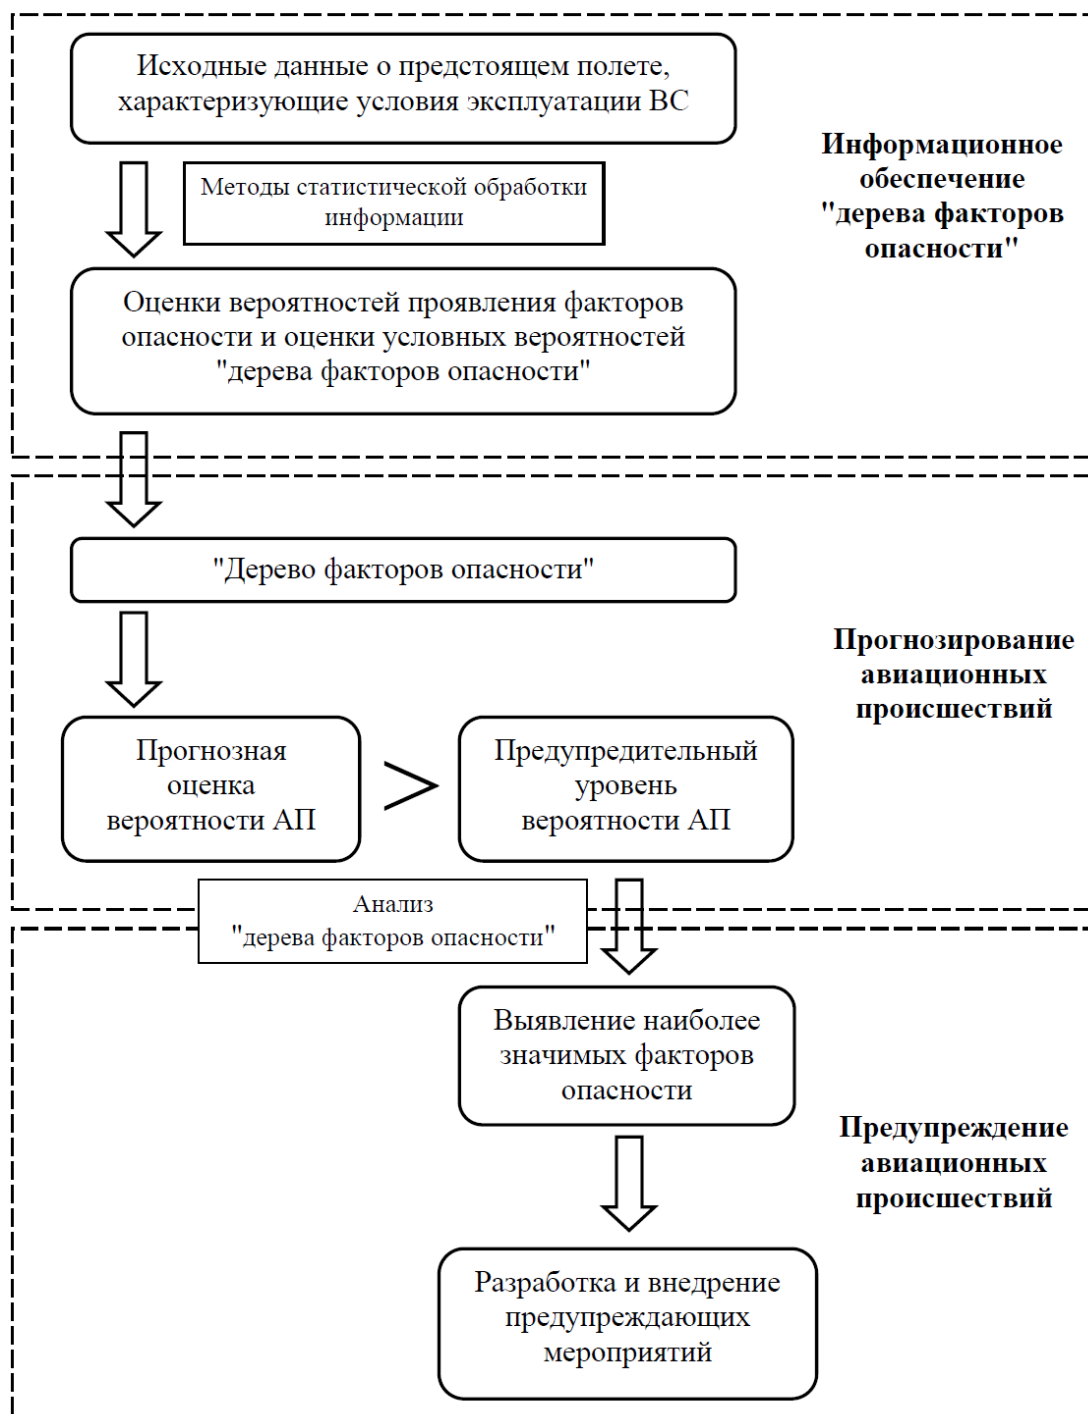 Исходные данные о предстоящем полете,
характеризующие условия эксплуатации ВС
Методы статистической обработки
информации
Информационное
обеспечение
"дерева факторов
опасности"
Оценки вероятностей проявления факторов
опасности и оценки условных вероятностей
"дерева факторов опасности"
"Дерево факторов опасности"
Прогнозирование
авиационных
происшествий
Прогнозная
оценка
вероятности АП
>
Предупредительный
уровень
вероятности АП
Анализ
"дерева факторов опасности"
Выявление наиболее
значимых факторов
опасности
Предупреждение
авиационных
происшествий
Разработка и внедрение
предупреждающих
мероприятий